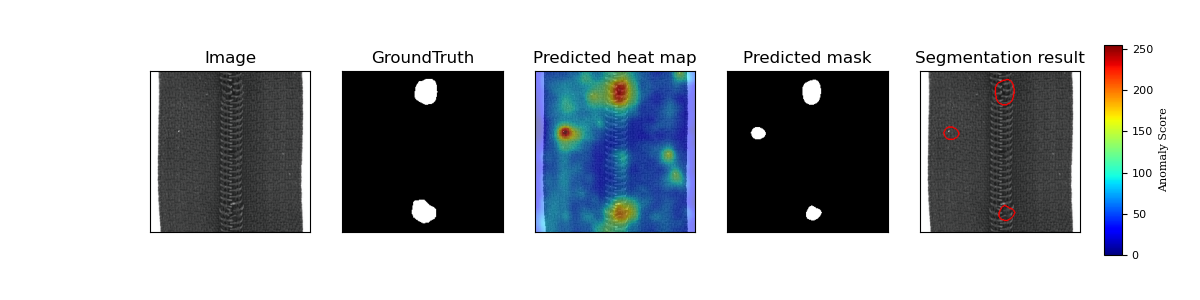 Image
GroundTruth
Predicted heat map
Predicted mask
Segmentation result
250
200
150
100
50
0
Anomaly Score